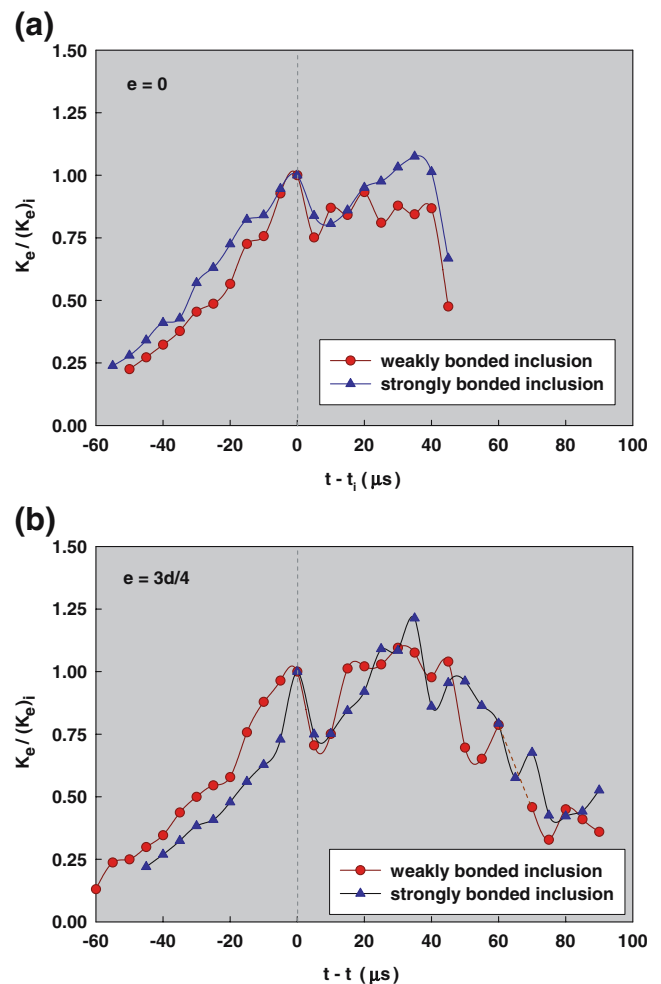 (a)
1.50
e = 0
1.25
1.00
0.75
0.50
0.25
0.00
Ke / (Ke)i
weakly bonded inclusion
strongly bonded inclusion
-60 -40 -20 0 20 40 60 80 100
t - ti (μs)
(b)
1.50
e = 3d/4
1.25
1.00
0.75
0.50
0.25
0.00
Ke / (Ke)i
weakly bonded inclusion
strongly bonded inclusion
-60 -40 -20 0 20 40 60 80 100
t - t (μs)